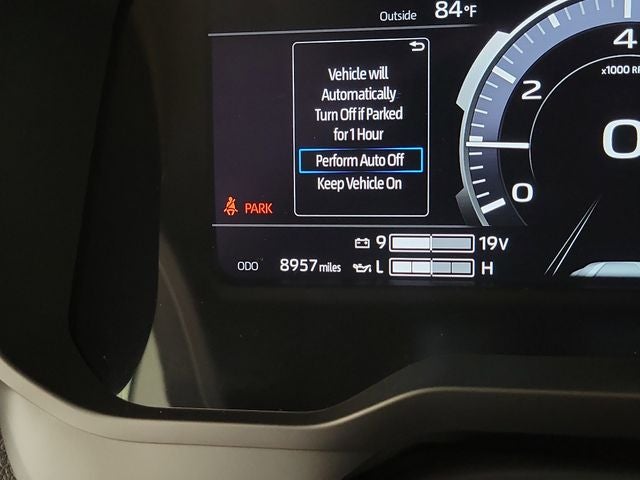 Outside 84°F
Vehicle will
Automatically
Turn Off if Parked
for 1 Hour
Perform Auto Off
Keep Vehicle On
PARK
4
x1000 R
2
0
0
9 19V
ODO 8957 miles L H